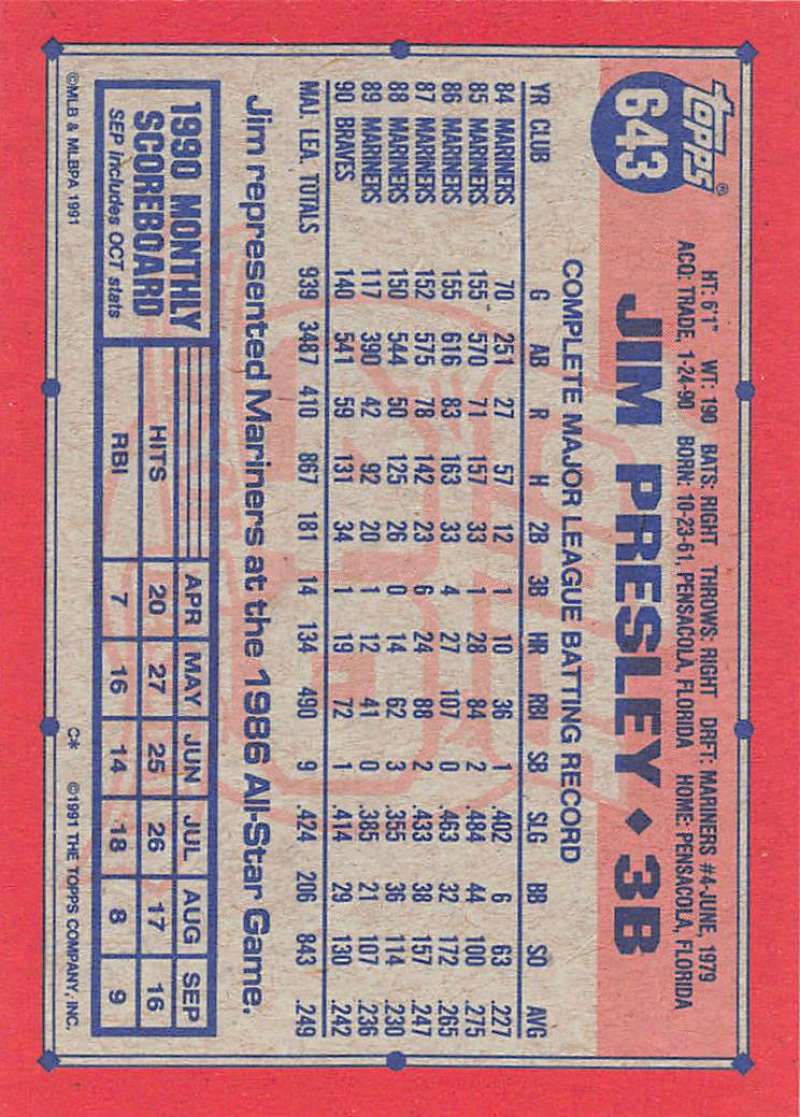 topps®
643
HT: 6'1" WT: 190 BATS: RIGHT THROWS: RIGHT DRFT: MARINERS #4-JUNE, 1979
ACQ: TRADE, 1-24-90 BORN: 10-23-61, PENSACOLA, FLORIDA HOME: PENSACOLA, FLORIDA
JIM PRESLEY ♦ 3B
COMPLETE MAJOR LEAGUE BATTING RECORD
YR CLUB G AB R H 2B 3B HR RBI SB SLG BB SO AVG
84 MARINERS 70 251 27 57 12 1 10 36 1 .402 6 63 .227
85 MARINERS 155 570 71 157 33 1 28 84 2 .484 44 100 .275
86 MARINERS 155 616 83 163 33 4 27 107 0 .463 32 172 .265
87 MARINERS 152 575 78 142 23 6 24 88 2 .433 38 157 .247
88 MARINERS 150 544 50 125 26 0 14 62 3 .355 36 114 .230
89 MARINERS 117 390 42 92 20 1 12 41 0 .385 21 107 .236
90 BRAVES 140 541 59 131 34 1 19 72 1 .414 29 130 .242
MAJ. LEA. TOTALS 939 3487 410 867 181 14 134 490 9 .424 206 843 .249
Jim represented Mariners at the 1986 All-Star Game.
1990 MONTHLY
SCOREBOARD
SEP includes OCT stats
APR MAY JUN JUL AUG SEP
HITS 20 27 25 26 17 16
RBI 7 16 14 18 8 9
©MLB & MLBPA 1991 C* ©1991 THE TOPPS COMPANY, INC.